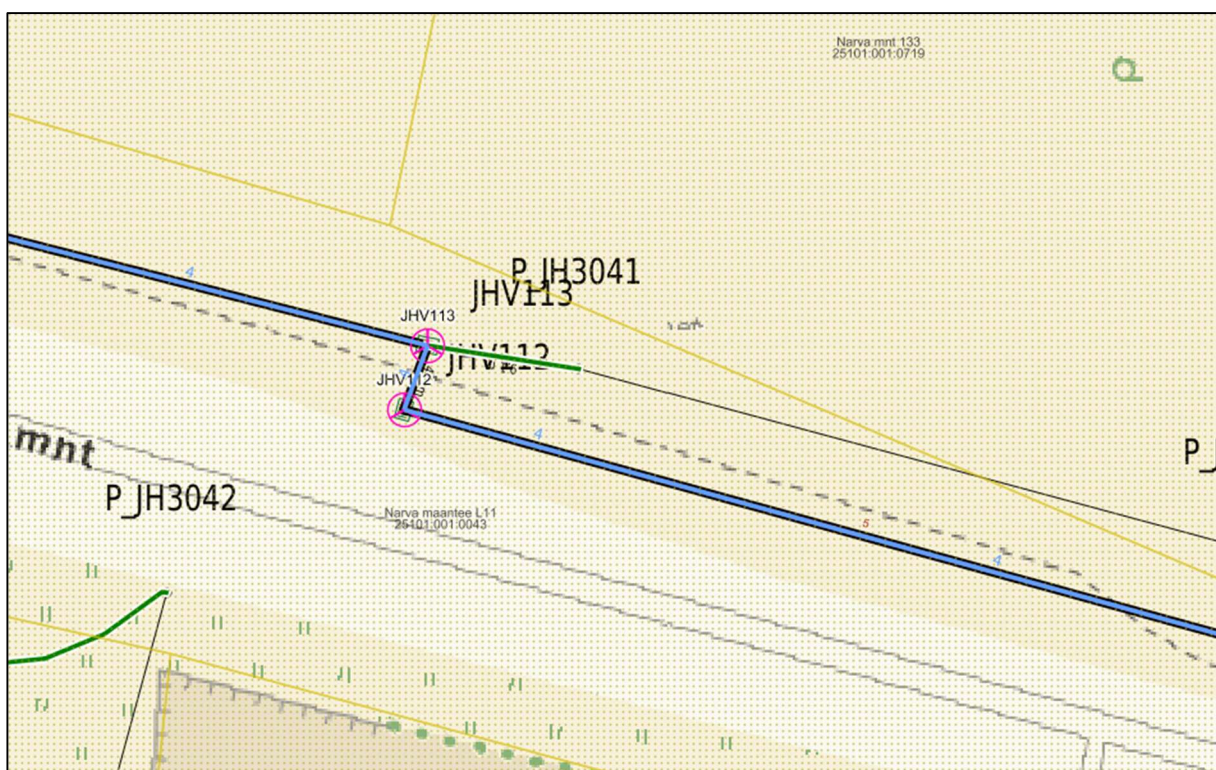 Narva mnt 133
25101:001:0719
4
P_JH3041
JHV113
JHV113
JHV112
JHV112
4
mnt
P_J
P_JH3042
Narva maantee L11
25101:001:0043
5
4